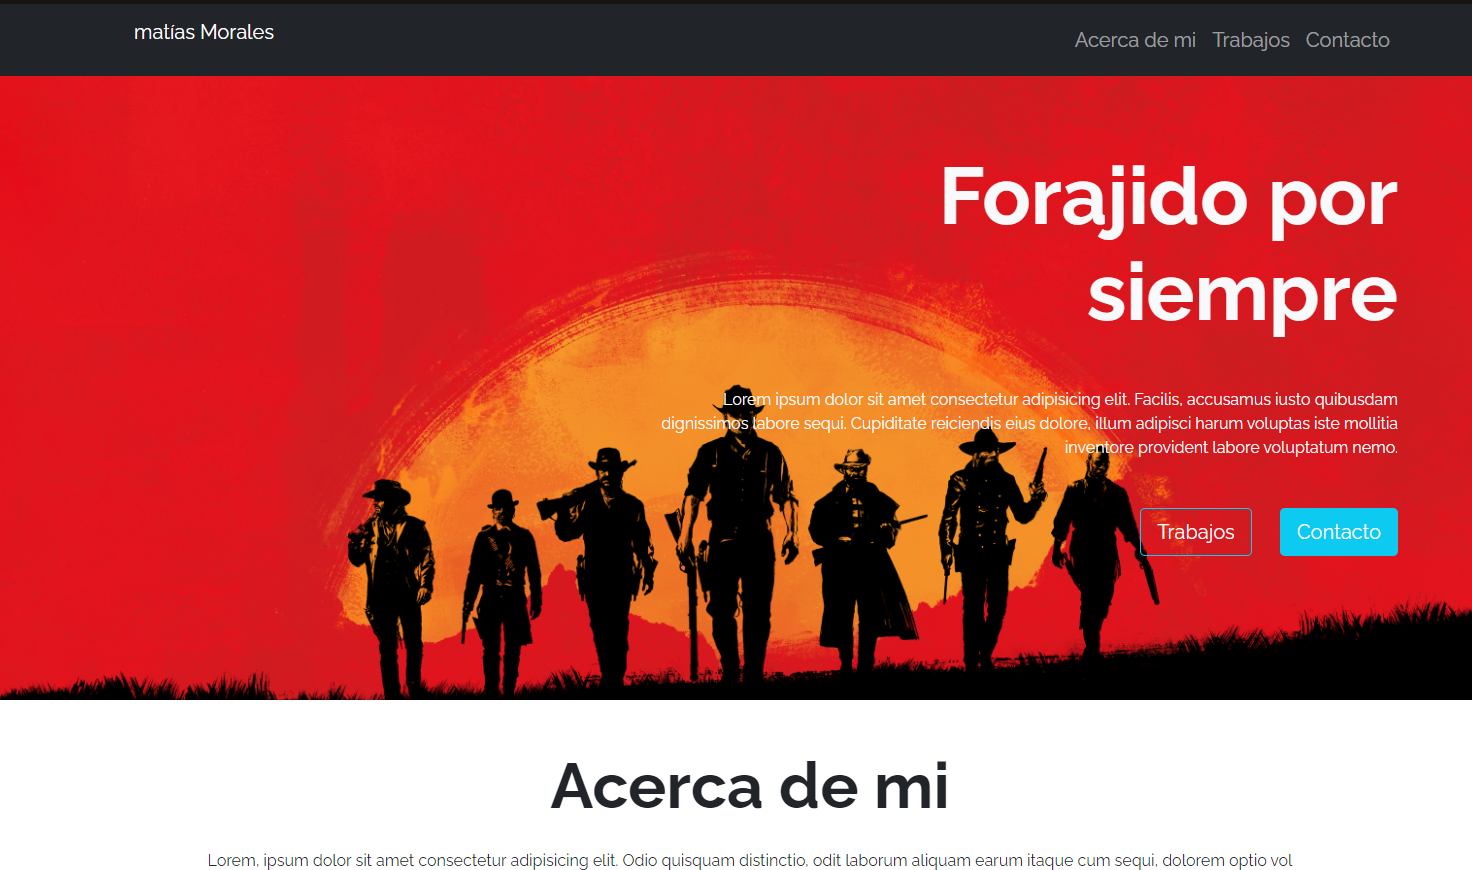 matías Morales
Acerca de mi Trabajos Contacto
Forajido por
siempre
Lorem ipsum dolor sit amet consectetur adipisicing elit. Facilis, accusamus iusto quibusdam
dignissimos labore sequi. Cupiditate reiciendis eius dolore, illum adipisci harum voluptas iste mollitia
inventore provident labore voluptatum nemo.
Trabajos Contacto
Acerca de mi
Lorem, ipsum dolor sit amet consectetur adipisicing elit. Odio quisquam distinctio, odit laborum aliquam earum itaque cum sequi, dolorem optio vol